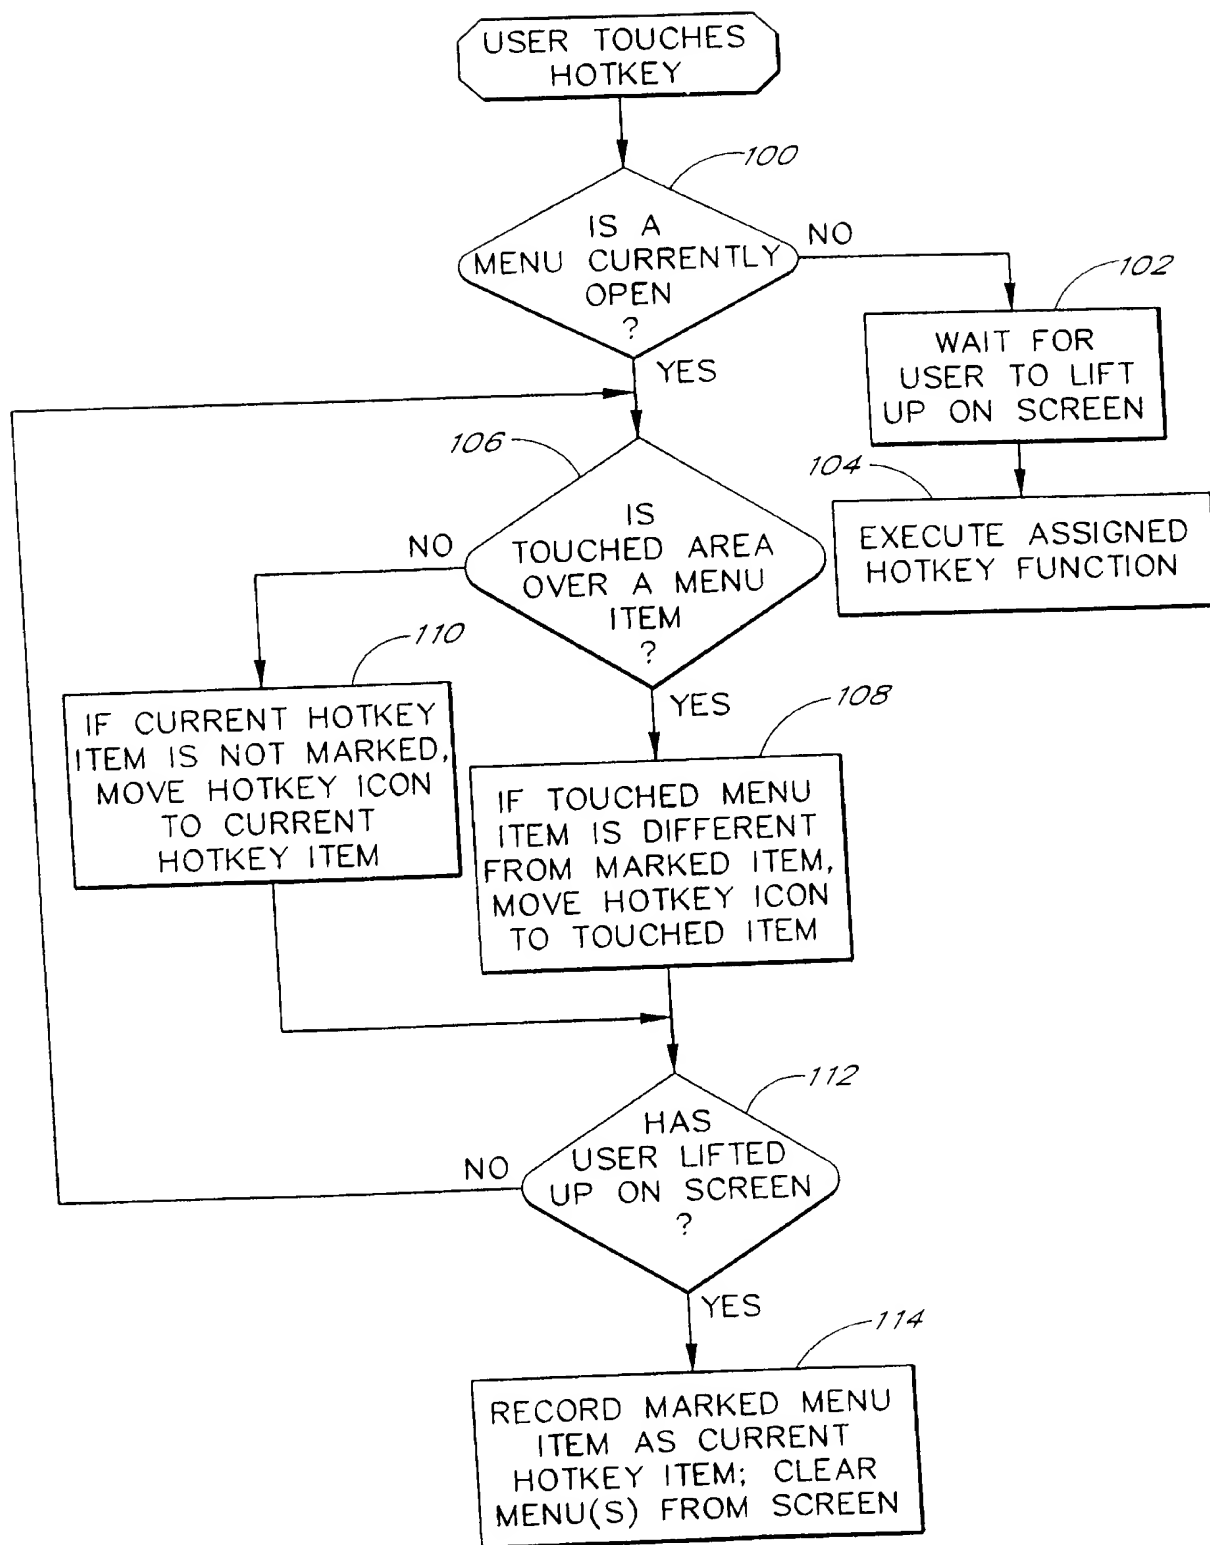 USER TOUCHES
HOTKEY
100
IS A
MENU CURRENTLY
OPEN
?
NO
YES
102
WAIT FOR
USER TO LIFT
UP ON SCREEN
104
EXECUTE ASSIGNED
HOTKEY FUNCTION
106
IS
TOUCHED AREA
OVER A MENU
ITEM
?
NO
YES
110
IF CURRENT HOTKEY
ITEM IS NOT MARKED,
MOVE HOTKEY ICON
TO CURRENT
HOTKEY ITEM
108
IF TOUCHED MENU
ITEM IS DIFFERENT
FROM MARKED ITEM,
MOVE HOTKEY ICON
TO TOUCHED ITEM
112
HAS
USER LIFTED
UP ON SCREEN
?
NO
YES
114
RECORD MARKED MENU
ITEM AS CURRENT
HOTKEY ITEM; CLEAR
MENU(S) FROM SCREEN